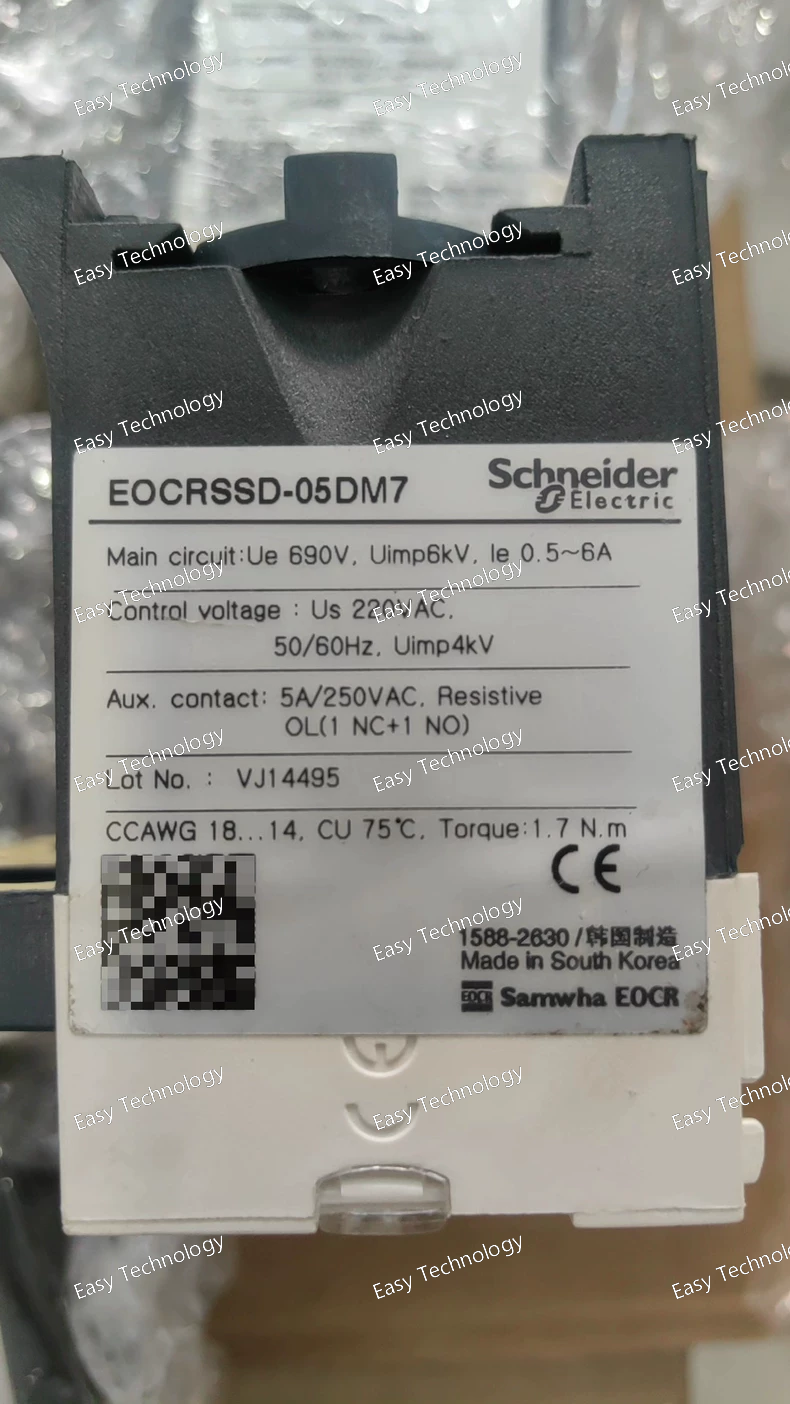 EOCRSSD-05DM7
Schneider
Electric
Main circuit:Ue 690V, Uimp6kV, Ie 0.5~6A
Control voltage : Us 220VAC,
50/60Hz, Uimp4kV
Aux. contact: 5A/250VAC, Resistive
OL(1 NC+1 NO)
Lot No. : VJ14495
CCAWG 18...14, CU 75℃, Torque:1.7 N.m
CE
1588-2630/韩国制造
Made in South Korea
EOCR Samwha EOCR
Easy Technology